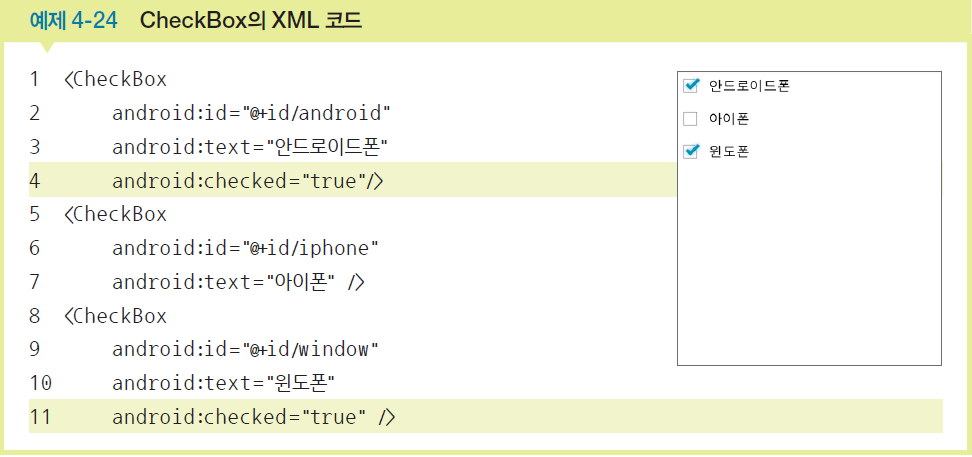 예제 4-24 CheckBox의 XML 코드
1 <CheckBox
2 android:id="@+id/android"
3 android:text="안드로이드폰"
4 android:checked="true"/>
5 <CheckBox
6 android:id="@+id/iphone"
7 android:text="아이폰" />
8 <CheckBox
9 android:id="@+id/window"
10 android:text="윈도폰"
11 android:checked="true" />
안드로이드폰
아이폰
윈도폰